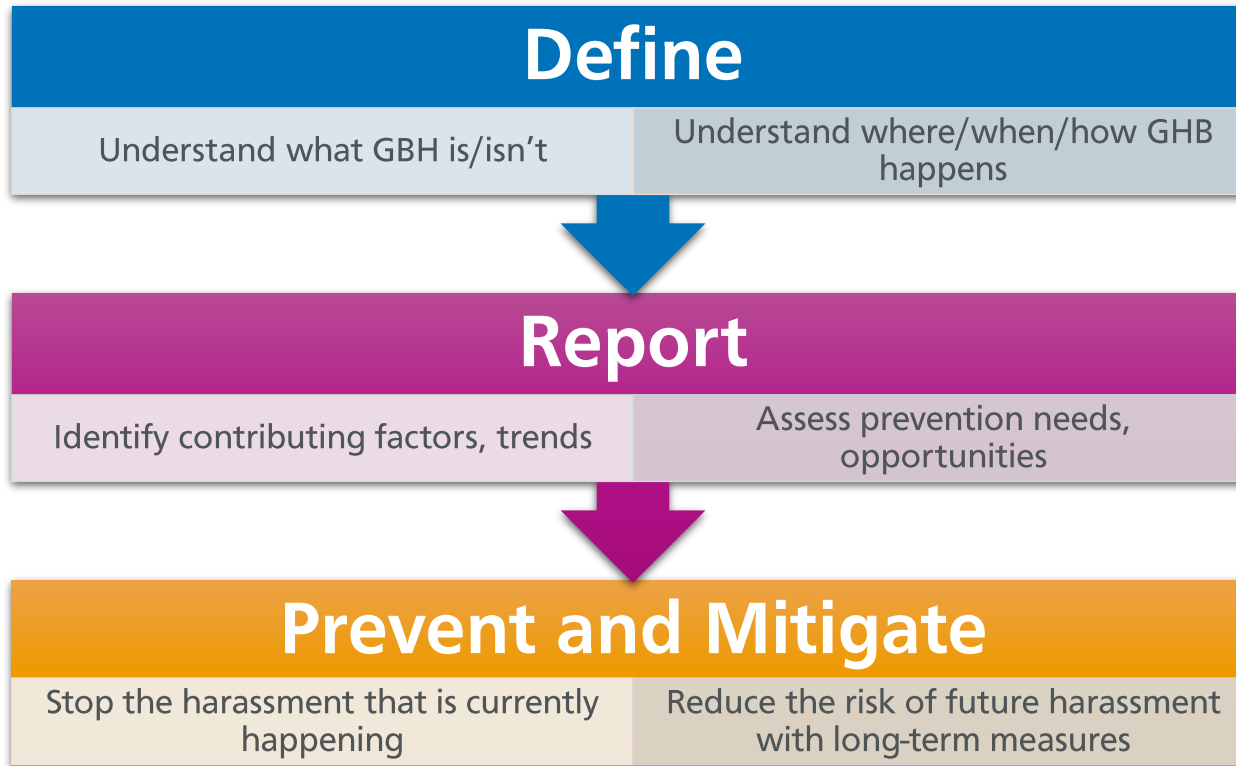 Define
Understand what GBH is/isn’t
Understand where/when/how GHB
happens
Report
Identify contributing factors, trends
Assess prevention needs,
opportunities
Prevent and Mitigate
Stop the harassment that is currently
happening
Reduce the risk of future harassment
with long-term measures